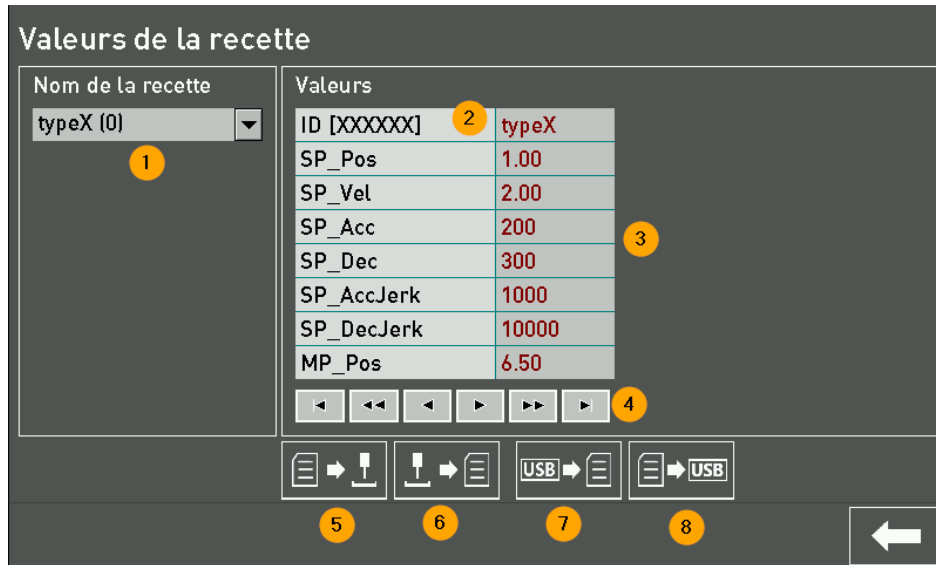 Valeurs de la recette
Nom de la recette
typeX (0)
1
Valeurs
ID [XXXXXX] 2 typeX
SP_Pos 1.00
SP_Vel 2.00
SP_Acc 200
3
SP_Dec 300
SP_AccJerk 1000
SP_DecJerk 10000
MP_Pos 6.50
4
USB
USB
5 6 7 8